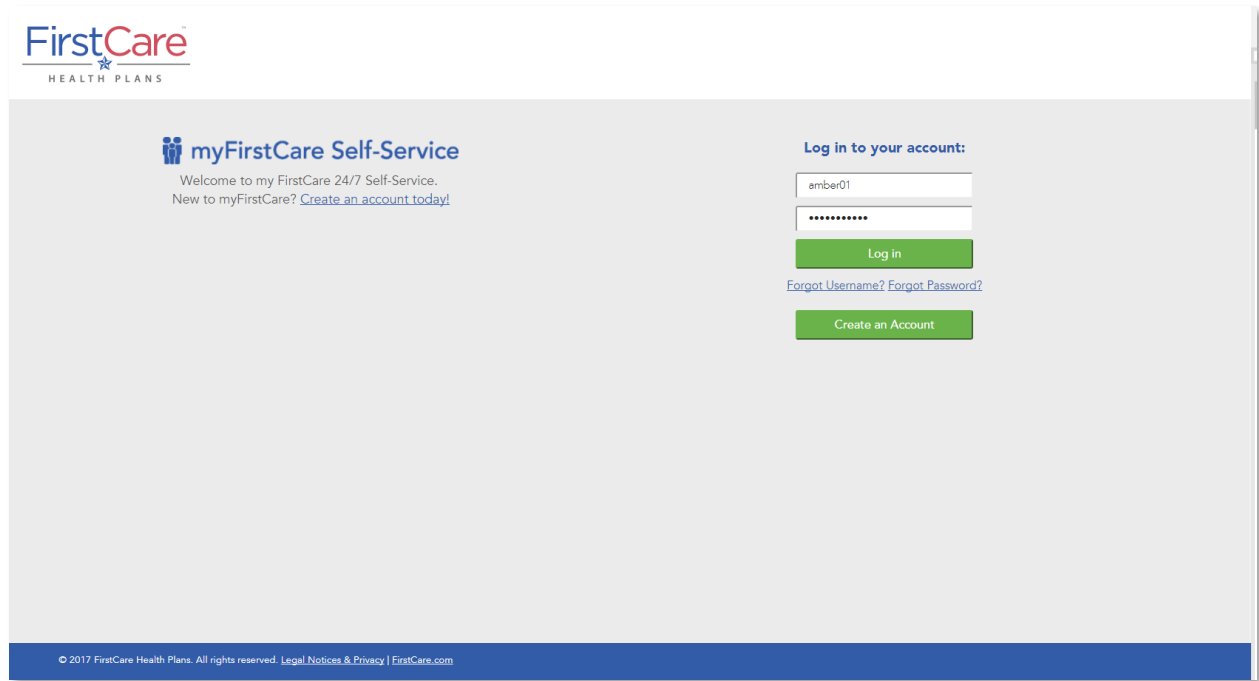 FirstCare™
HEALTH PLANS
myFirstCare Self-Service
Welcome to my FirstCare 24/7 Self-Service.
New to myFirstCare? Create an account today!
Log in to your account:
amber01
•••••••••••
Log in
Forgot Username? Forgot Password?
Create an Account
© 2017 FirstCare Health Plans. All rights reserved. Legal Notices & Privacy | FirstCare.com